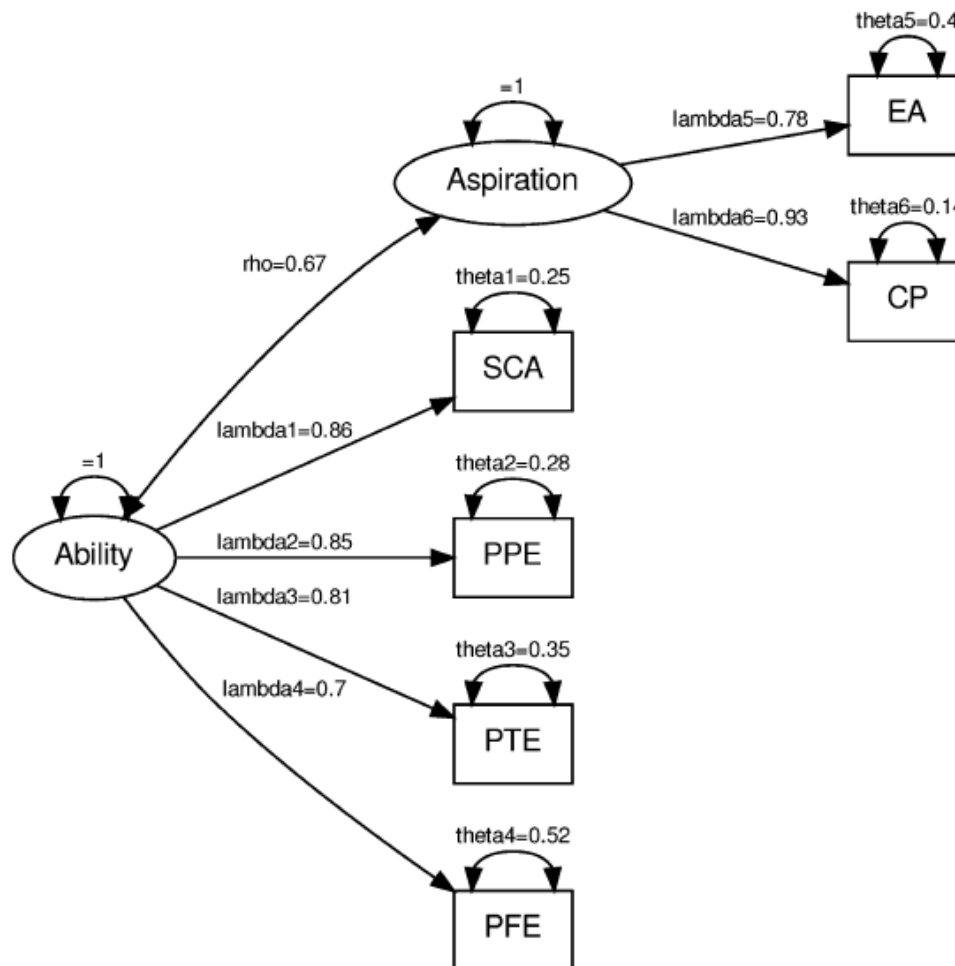 theta5=0.4
EA
=1
lambda5=0.78
Aspiration
lambda6=0.93
theta6=0.14
CP
rho=0.67
theta1=0.25
SCA
lambda1=0.86
=1
theta2=0.28
Ability
lambda2=0.85
PPE
lambda3=0.81
theta3=0.35
lambda4=0.7
PTE
theta4=0.52
PFE